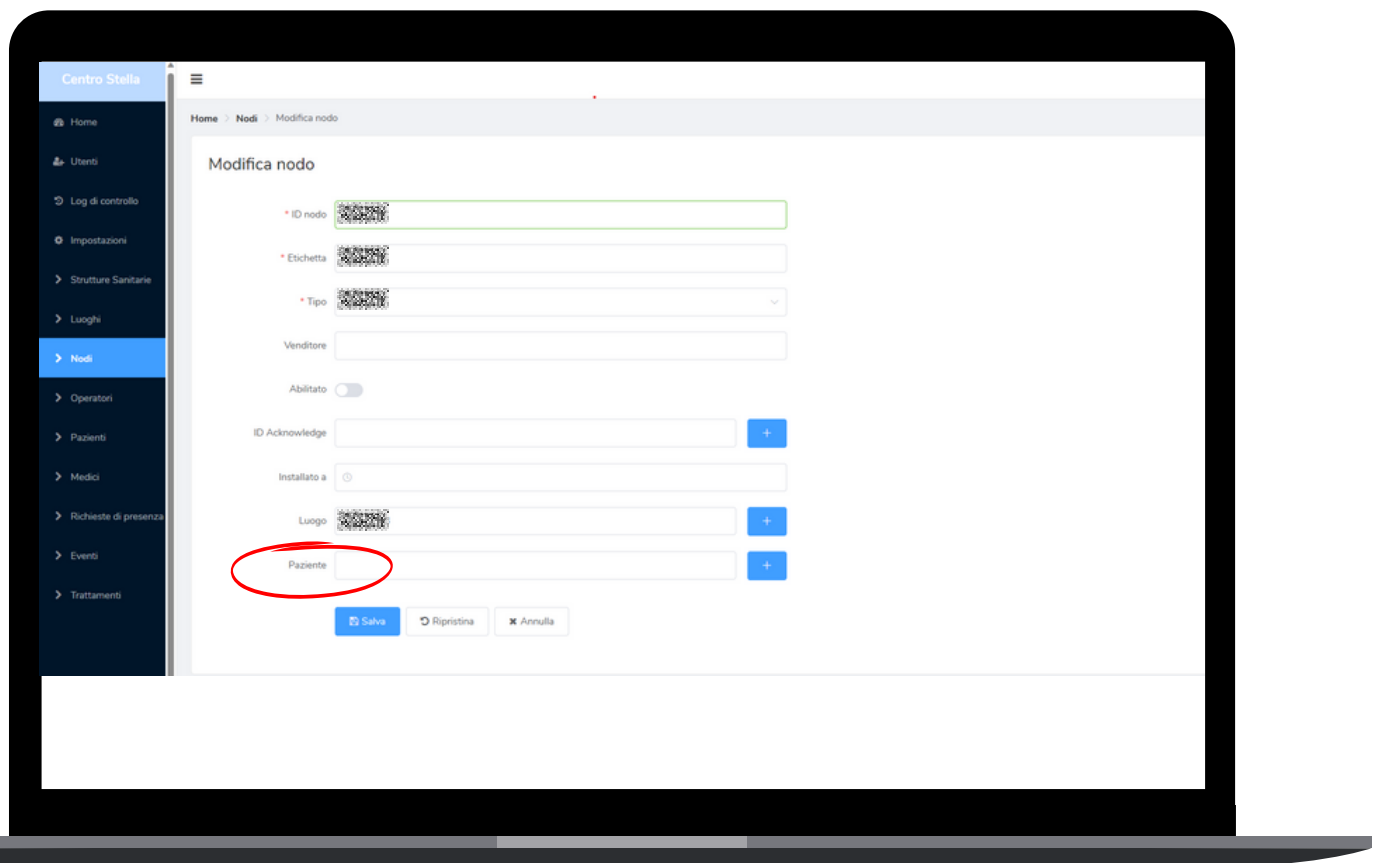 Centro Stella
Home
Utenti
Log di controllo
Impostazioni
Strutture Sanitarie
Luoghi
Nodi
Operatori
Pazienti
Medici
Richieste di presenza
Eventi
Trattamenti
Home > Nodi > Modifica nodo
Modifica nodo
* ID nodo
* Etichetta
* Tipo
Venditore
Abilitato
ID Acknowledge +
Installato a
Luogo +
Paziente +
Salva Ripristina Annulla